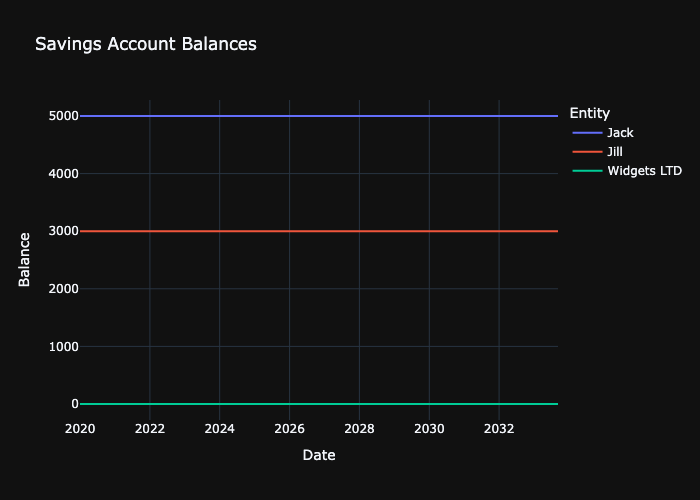 Savings Account Balances
Entity
Jack
Jill
Widgets LTD
Balance
5000
4000
3000
2000
1000
0
2020 2022 2024 2026 2028 2030 2032
Date